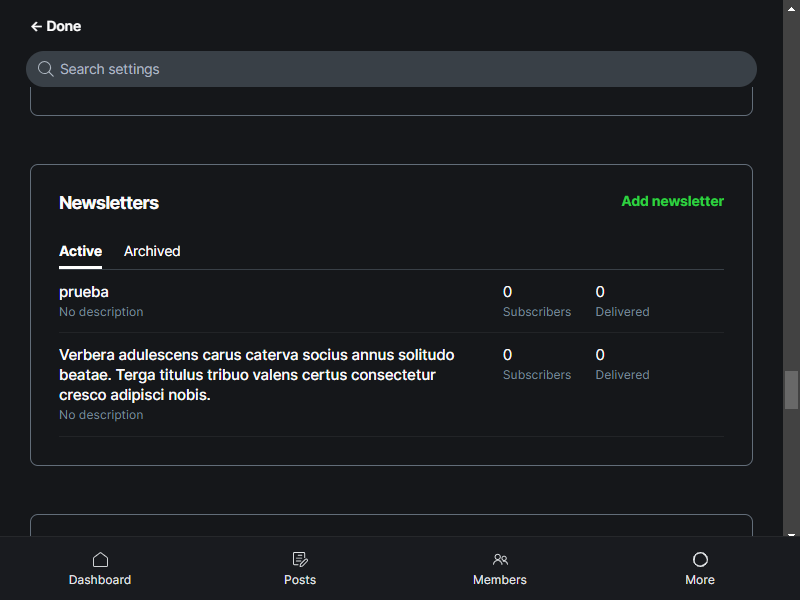 Done
Search settings
Newsletters
Add newsletter
Active
Archived
prueba
No description
0
Subscribers
0
Delivered
Verbera adulescens carus caterva socius annus solitudo
beatae. Terga titulus tribuo valens certus consectetur
cresco adipisci nobis.
No description
0
Subscribers
0
Delivered
Dashboard
Posts
Members
More